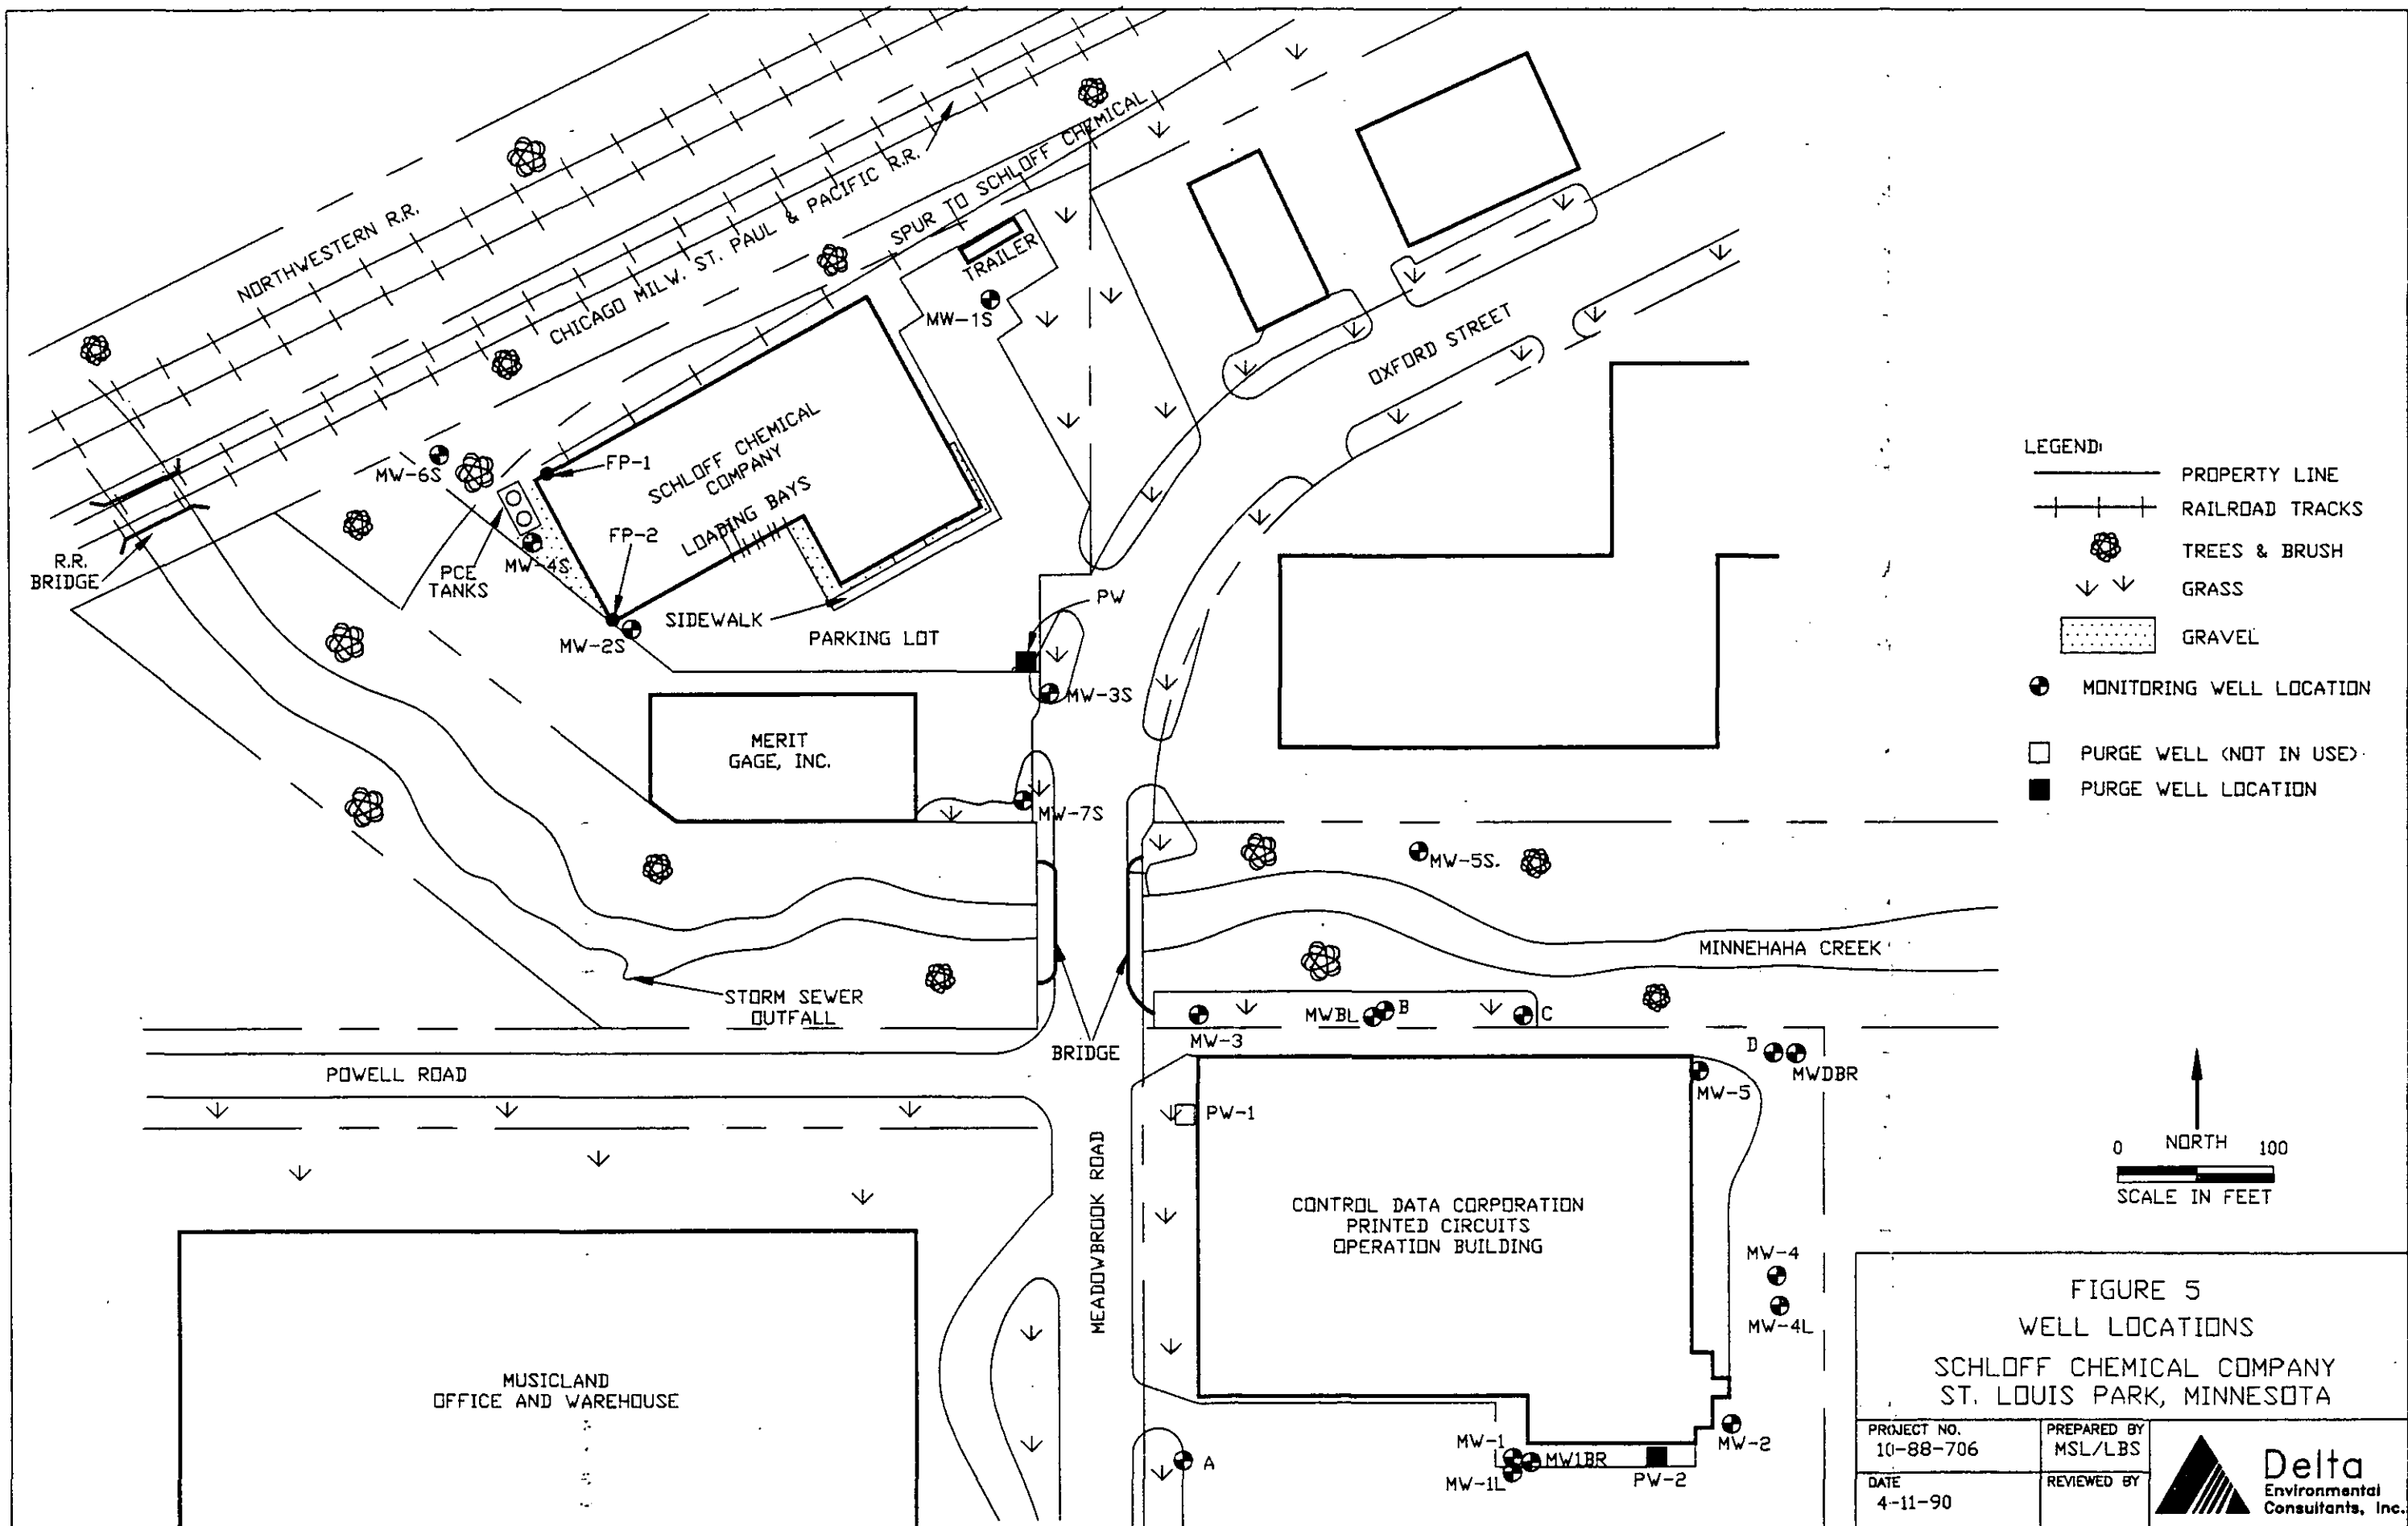 NORTHWESTERN R.R.
CHICAGO MILW. ST. PAUL & PACIFIC R.R.
SPUR TO SCHLOFF CHEMICAL
TRAILER
MW-1S
OXFORD STREET
MW-6S
FP-1
SCHLOFF CHEMICAL
COMPANY
LOADING BAYS
FP-2
R.R.
BRIDGE
PCE
TANKS
MW-4S
MW-2S
SIDEWALK
PARKING LOT
PW
MW-3S
MERIT
GAGE, INC.
MW-7S
MW-5S.
MINNEHAHA CREEK
STORM SEWER
OUTFALL
BRIDGE
MW-3
MWBL
B
C
D
MWDBR
MW-5
POWELL ROAD
PW-1
MEADOWBROOK ROAD
CONTROL DATA CORPORATION
PRINTED CIRCUITS
OPERATION BUILDING
MW-4
MW-4L
MUSICLAND
OFFICE AND WAREHOUSE
A
MW-1
MW1BR
MW-1L
PW-2
MW-2
LEGEND:
PROPERTY LINE
RAILROAD TRACKS
TREES & BRUSH
GRASS
GRAVEL
MONITORING WELL LOCATION
PURGE WELL (NOT IN USE)
PURGE WELL LOCATION
0 NORTH 100
SCALE IN FEET
FIGURE 5
WELL LOCATIONS
SCHLOFF CHEMICAL COMPANY
ST. LOUIS PARK, MINNESOTA
PROJECT NO.
10-88-706
PREPARED BY
MSL/LBS
DATE
4-11-90
REVIEWED BY
Delta
Environmental
Consultants, Inc.